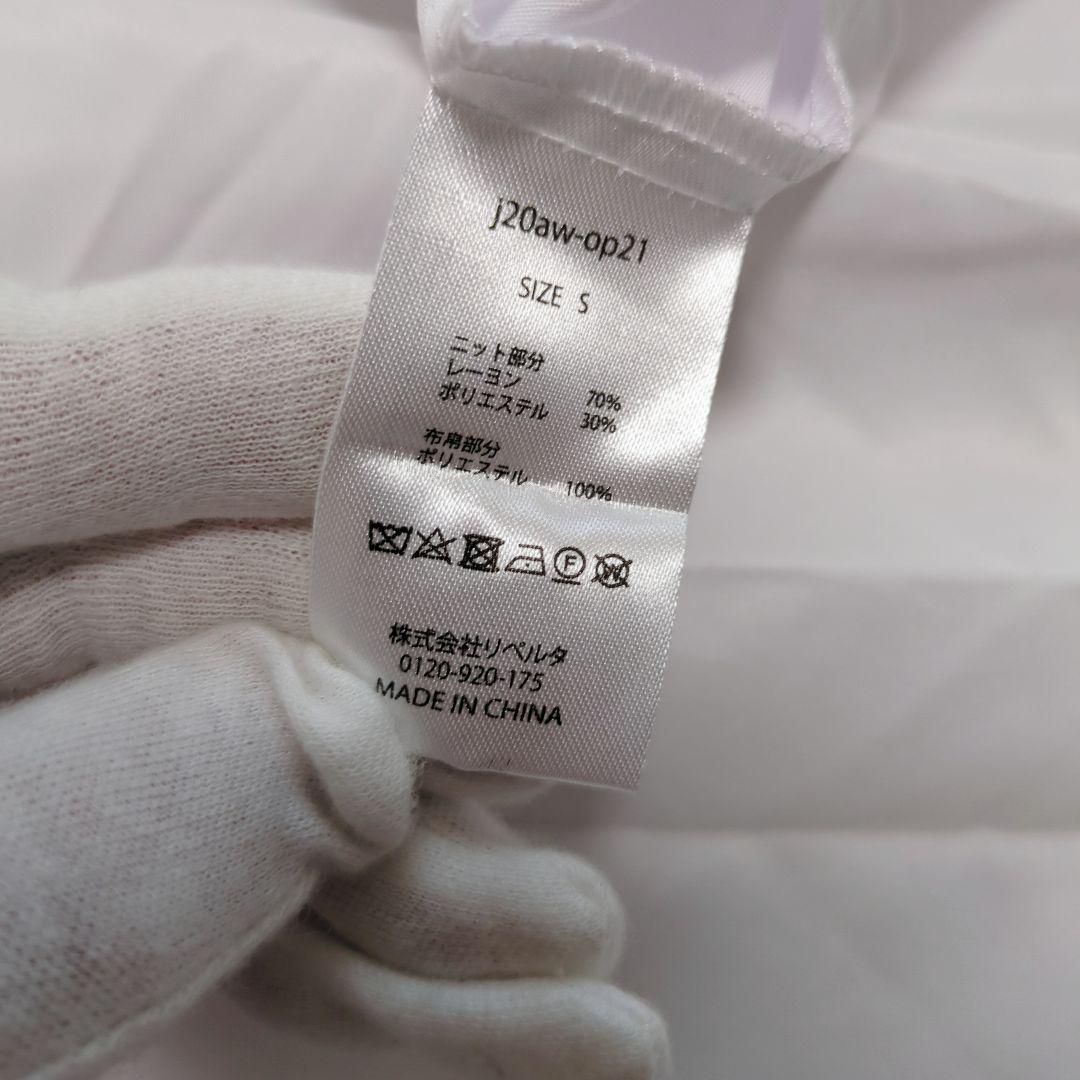 j20aw-op21
SIZE S
ニット部分
レーヨン 70%
ポリエステル 30%
布帛部分
ポリエステル 100%
F W
株式会社リベルタ
0120-920-175
MADE IN CHINA